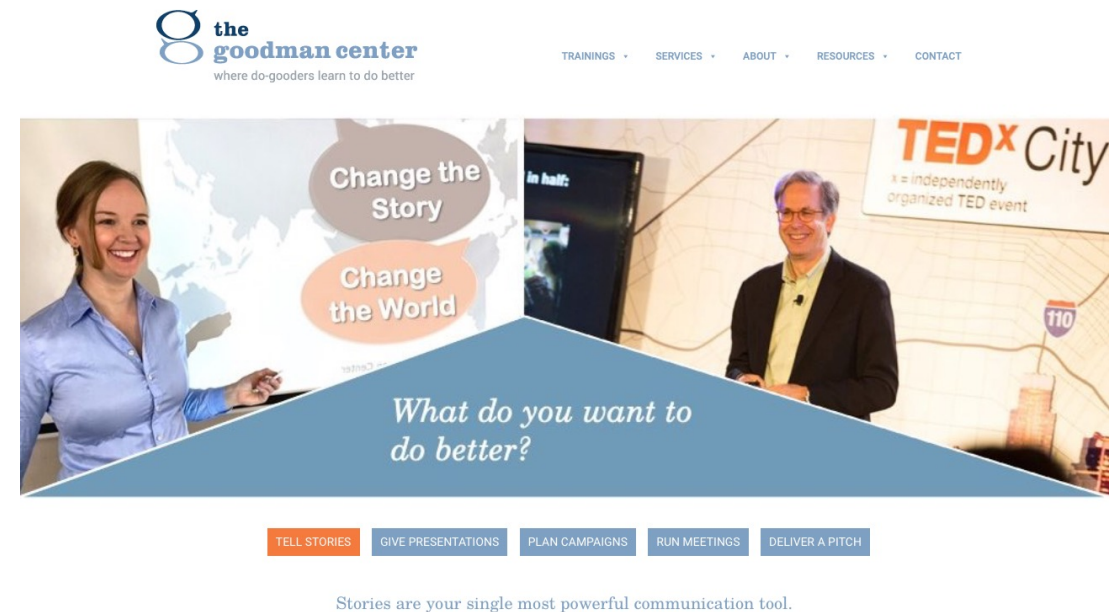 the
goodman center
where do-gooders learn to do better
TRAININGS SERVICES ABOUT RESOURCES CONTACT
Change the
Story
Change
the World
in half:
TEDx City
x = independently
organized TED event
110
What do you want to
do better?
TELL STORIES GIVE PRESENTATIONS PLAN CAMPAIGNS RUN MEETINGS DELIVER A PITCH
Stories are your single most powerful communication tool.